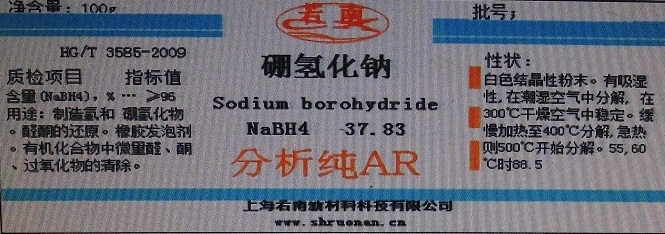 净含量: 100g
HG/T 3585-2009
质检项目 指标值
含量(NaBH4), % … ≥96
用途: 制造氢和 硼氢化物
。醛酮的还原。橡胶发泡剂
。有机化合物中微量醛、酮
、过氧化物的清除。
若
硼氢化钠
Sodium borohydride
NaBH4 -37.83
分析纯AR
上海若南新材料科技有限公司
www.shruonan.cn
批号:
性状:
白色结晶性粉末。有吸湿
性,在潮湿空气中分解, 在
300℃干燥空气中稳定。缓
慢加热至400℃分解,急热
则500℃开始分解。55,60
℃时88.5